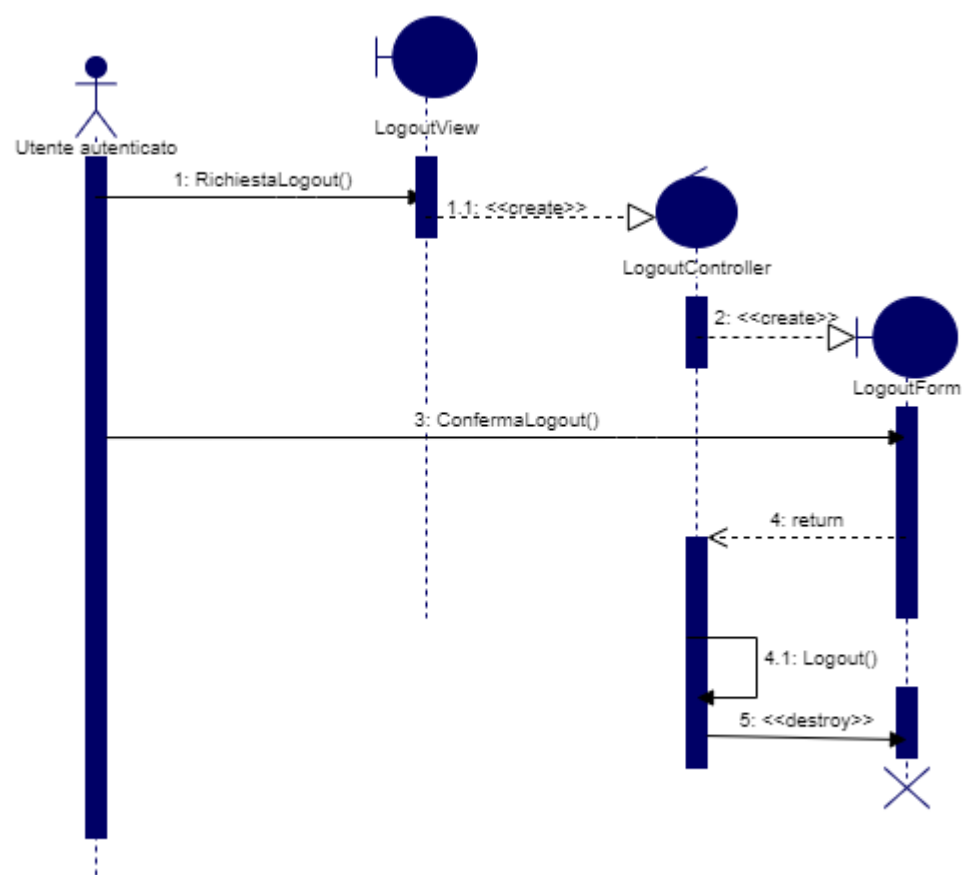 LogoutView
Utente autenticato
1: RichiestaLogout()
1.1: <<create>>
LogoutController
2: <<create>>
LogoutForm
3: ConfermaLogout()
4: return
4.1: Logout()
5: <<destroy>>